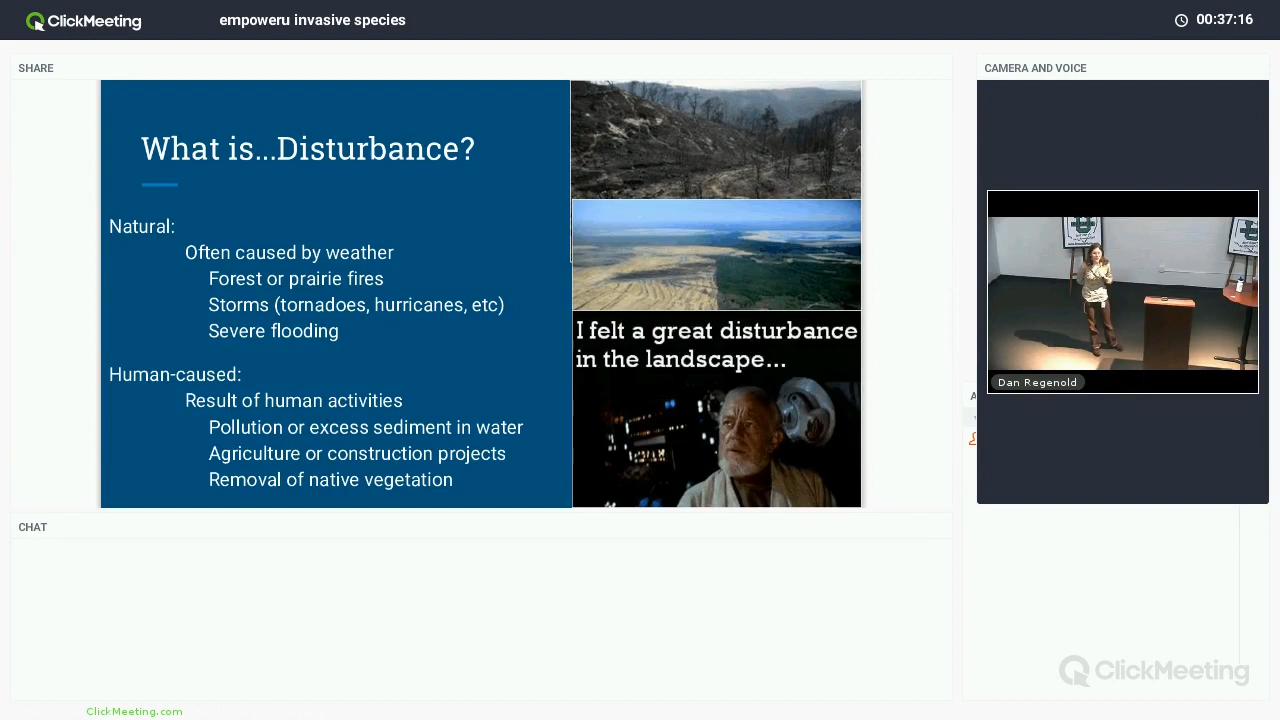 ClickMeeting
empoweru invasive species
00:37:16
SHARE
What is...Disturbance?
Natural:
Often caused by weather
Forest or prairie fires
Storms (tornadoes, hurricanes, etc)
Severe flooding
Human-caused:
Result of human activities
Pollution or excess sediment in water
Agriculture or construction projects
Removal of native vegetation
I felt a great disturbance
in the landscape...
CAMERA AND VOICE
Dan Regenold
A
CHAT
ClickMeeting
ClickMeeting.com